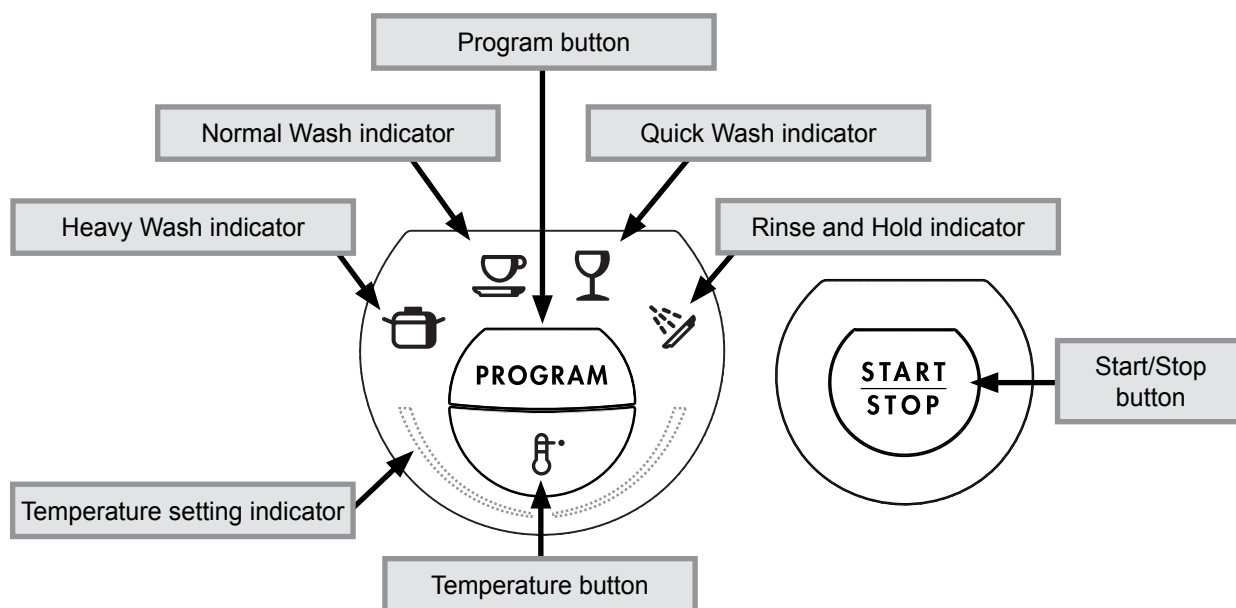 Program button
Normal Wash indicator
Quick Wash indicator
Heavy Wash indicator
Rinse and Hold indicator
PROGRAM
START
STOP
Start/Stop
button
Temperature setting indicator
Temperature button